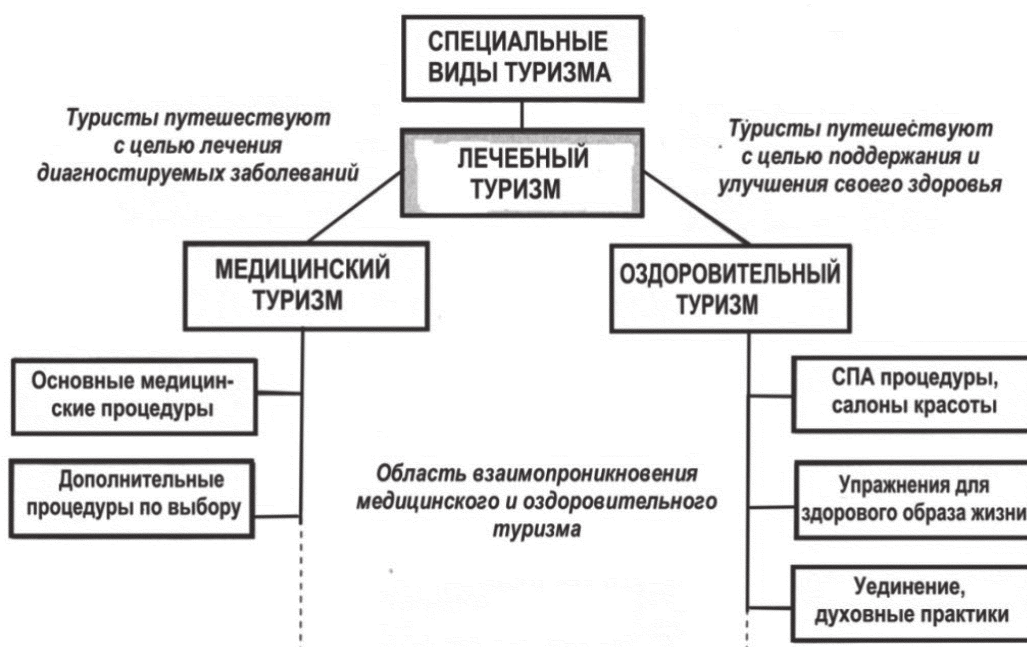 СПЕЦИАЛЬНЫЕ
ВИДЫ ТУРИЗМА
Туристы путешествуют
с целью лечения
диагностируемых заболеваний
ЛЕЧЕБНЫЙ
ТУРИЗМ
Туристы путешествуют
с целью поддержания и
улучшения своего здоровья
МЕДИЦИНСКИЙ
ТУРИЗМ
ОЗДОРОВИТЕЛЬНЫЙ
ТУРИЗМ
Основные медицин-
ские процедуры
Дополнительные
процедуры по выбору
Область взаимопроникновения
медицинского и оздоровительного
туризма
СПА процедуры,
салоны красоты
Упражнения для
здорового образа жизни
Уединение,
духовные практики